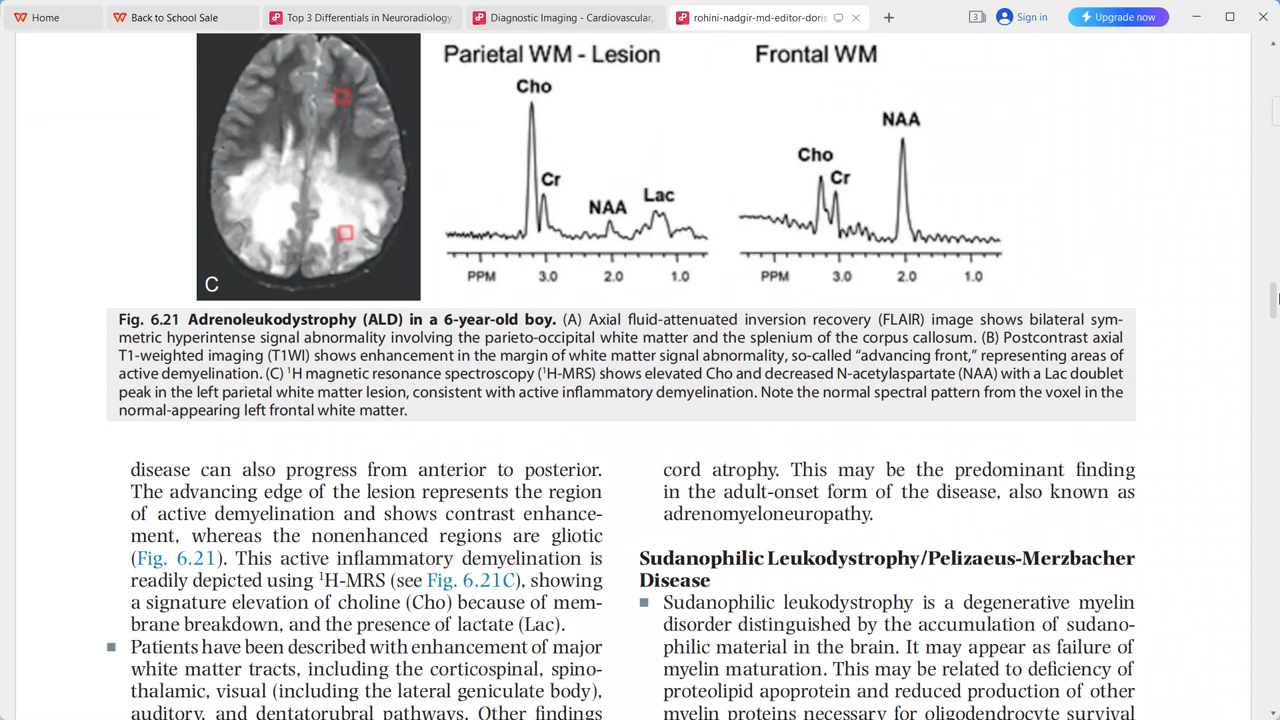 Home
Back to School Sale
Top 3 Differentials in Neuroradiology
Diagnostic Imaging - Cardiovascular,
rohini-nadgir-md-editor-doris
3
Sign in
Upgrade now
Parietal WM - Lesion
Frontal WM
Cho
Cr
NAA
Lac
PPM 3.0 2.0 1.0
Cho
Cr
NAA
PPM 3.0 2.0 1.0
C
Fig. 6.21 Adrenoleukodystrophy (ALD) in a 6-year-old boy. (A) Axial fluid-attenuated inversion recovery (FLAIR) image shows bilateral sym-
metric hyperintense signal abnormality involving the parieto-occipital white matter and the splenium of the corpus callosum. (B) Postcontrast axial
T1-weighted imaging (T1WI) shows enhancement in the margin of white matter signal abnormality, so-called “advancing front,” representing areas of
active demyelination. (C) ¹H magnetic resonance spectroscopy (¹H-MRS) shows elevated Cho and decreased N-acetylaspartate (NAA) with a Lac doublet
peak in the left parietal white matter lesion, consistent with active inflammatory demyelination. Note the normal spectral pattern from the voxel in the
normal-appearing left frontal white matter.
disease can also progress from anterior to posterior.
The advancing edge of the lesion represents the region
of active demyelination and shows contrast enhance-
ment, whereas the nonenhanced regions are gliotic
(Fig. 6.21). This active inflammatory demyelination is
readily depicted using ¹H-MRS (see Fig. 6.21C), showing
a signature elevation of choline (Cho) because of mem-
brane breakdown, and the presence of lactate (Lac).
Patients have been described with enhancement of major
white matter tracts, including the corticospinal, spino-
thalamic, visual (including the lateral geniculate body),
auditory, and dentatorubral pathways. Other findings
cord atrophy. This may be the predominant finding
in the adult-onset form of the disease, also known as
adrenomyeloneuropathy.
Sudanophilic Leukodystrophy/Pelizaeus-Merzbacher
Disease
Sudanophilic leukodystrophy is a degenerative myelin
disorder distinguished by the accumulation of sudano-
philic material in the brain. It may appear as failure of
myelin maturation. This may be related to deficiency of
proteolipid apoprotein and reduced production of other
myelin proteins necessary for oligodendrocyte survival